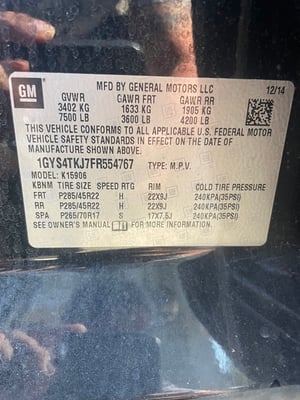 GM
MFD BY GENERAL MOTORS LLC
12/14
GVWR GAWR FRT GAWR RR
3402 KG 1633 KG 1905 KG
7500 LB 3600 LB 4200 LB
THIS VEHICLE CONFORMS TO ALL APPLICABLE U.S. FEDERAL MOTOR
VEHICLE SAFETY STANDARDS IN EFFECT ON THE DATE OF
MANUFACTURE SHOWN ABOVE.
1GYS4TKJ7FR554767 TYPE: M.P.V.
MODEL: K15906
KBNM TIRE SIZE SPEED RTG RIM COLD TIRE PRESSURE
FRT P285/45R22 H 22X9J 240KPA(35PSI)
RR P285/45R22 H 22X9J 240KPA(35PSI)
SPA P265/70R17 S 17X7.5J 240KPA(35PSI)
SEE OWNER'S MANUAL FOR MORE INFORMATION.